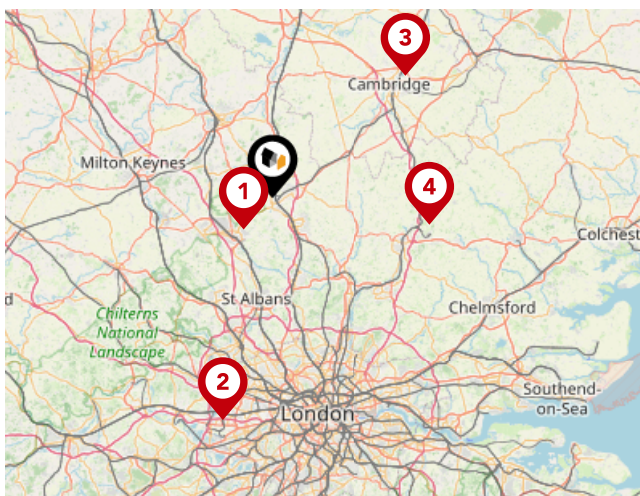 3
Cambridge
Milton Keynes
1
4
Colchest
d
St Albans
Chilterns
National
Landscape
Chelmsford
2
Southend-
on-Sea
London